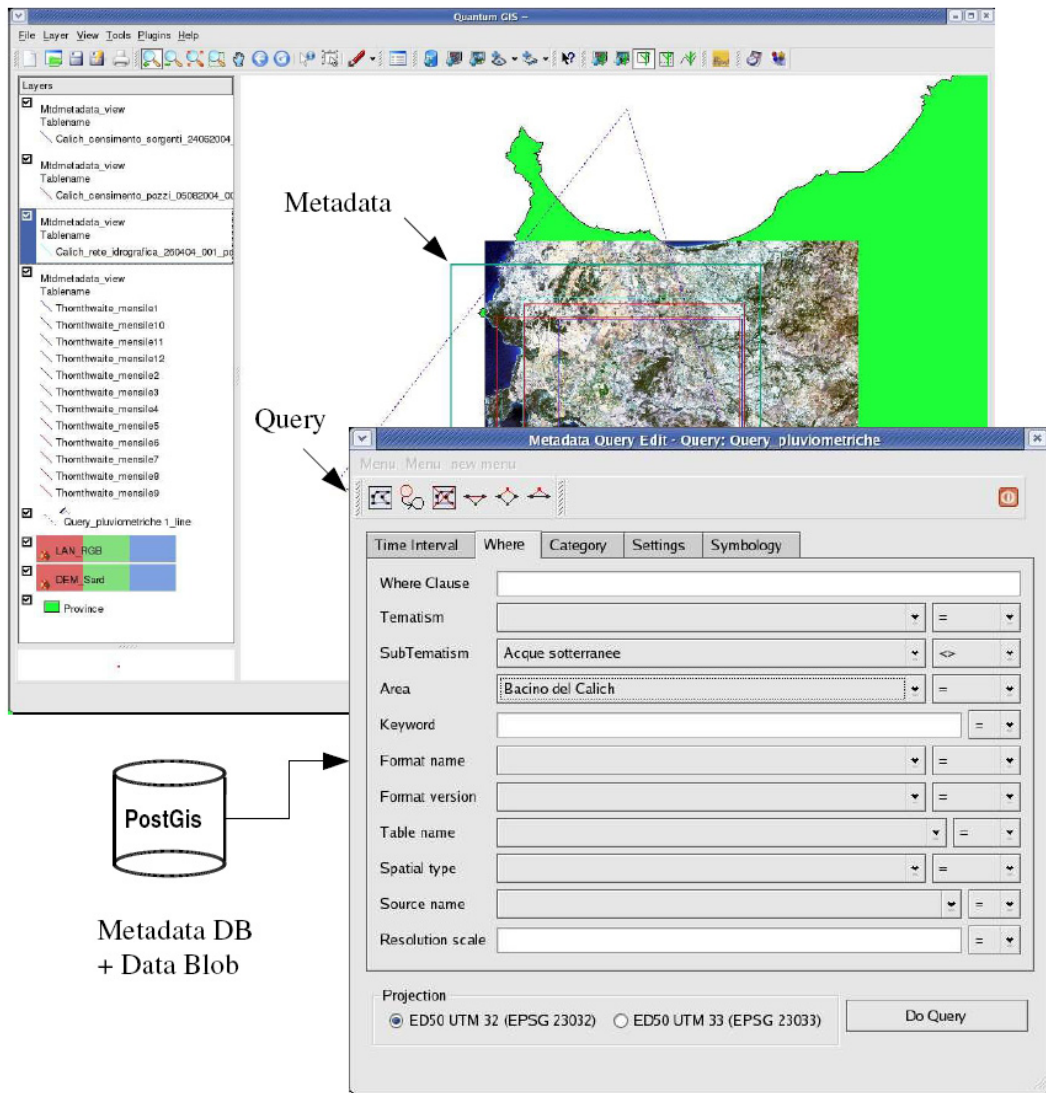 Quantum GIS -
File Layer View Tools Plugins Help
Layers
Mtdmetadata_view
Tablename
Calich_censimento_sorgenti_24062004_
Mtdmetadata_view
Tablename
Calich_censimento_pozzi_05082004_00
Mtdmetadata_view
Tablename
Calich_rete_idrografica_260404_001_po
Mtdmetadata_view
Tablename
Thornthwaite_mensile1
Thornthwaite_mensile10
Thornthwaite_mensile11
Thornthwaite_mensile12
Thornthwaite_mensile2
Thornthwaite_mensile3
Thornthwaite_mensile4
Thornthwaite_mensile5
Thornthwaite_mensile6
Thornthwaite_mensile7
Thornthwaite_mensile8
Thornthwaite_mensile9
Query_pluviometriche 1_line
LAN_RGB
DEM_Sard
Province
Metadata
Query
Metadata Query Edit - Query: Query_pluviometriche
Menu Menu new menu
Time Interval Where Category Settings Symbology
Where Clause
Tematism =
SubTematism Acque sotterranee <>
Area Bacino del Calich =
Keyword =
Format name =
Format version =
Table name =
Spatial type =
Source name =
Resolution scale =
Projection
ED50 UTM 32 (EPSG 23032) ED50 UTM 33 (EPSG 23033) Do Query
PostGis
Metadata DB
+ Data Blob